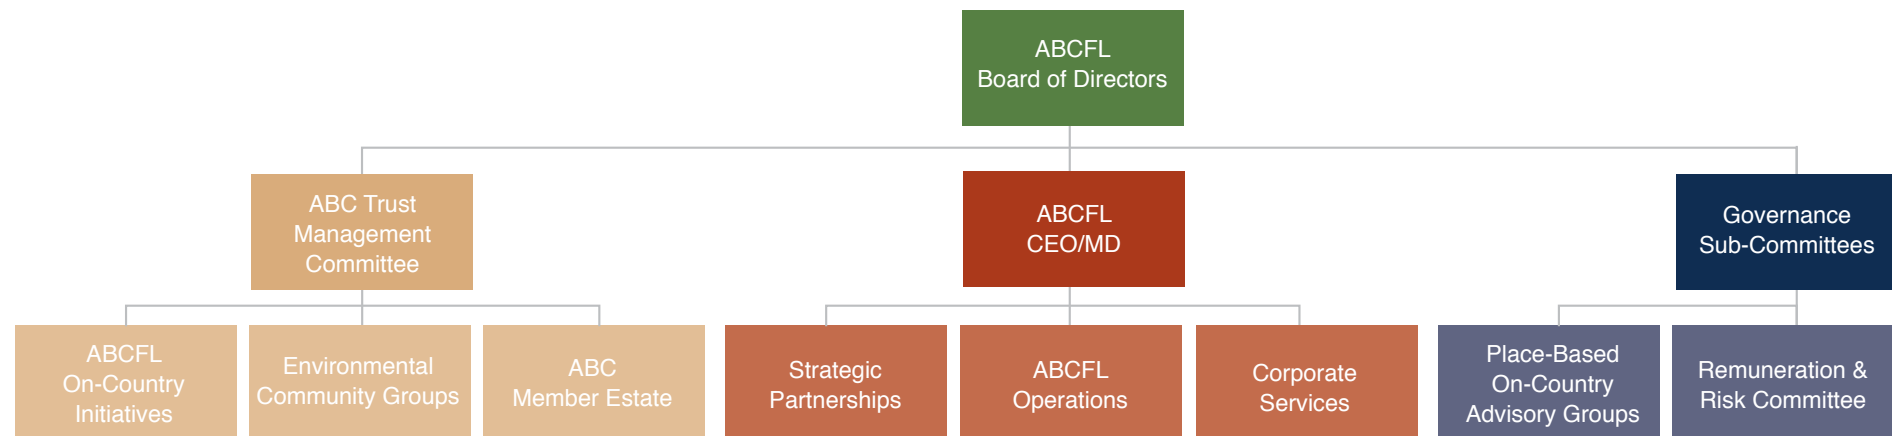 ABCFL
Board of Directors
ABC Trust
Management
Committee
ABCFL
CEO/MD
Governance
Sub-Committees
ABCFL
On-Country
Initiatives
Environmental
Community Groups
ABC
Member Estate
Strategic
Partnerships
ABCFL
Operations
Corporate
Services
Place-Based
On-Country
Advisory Groups
Remuneration &
Risk Committee